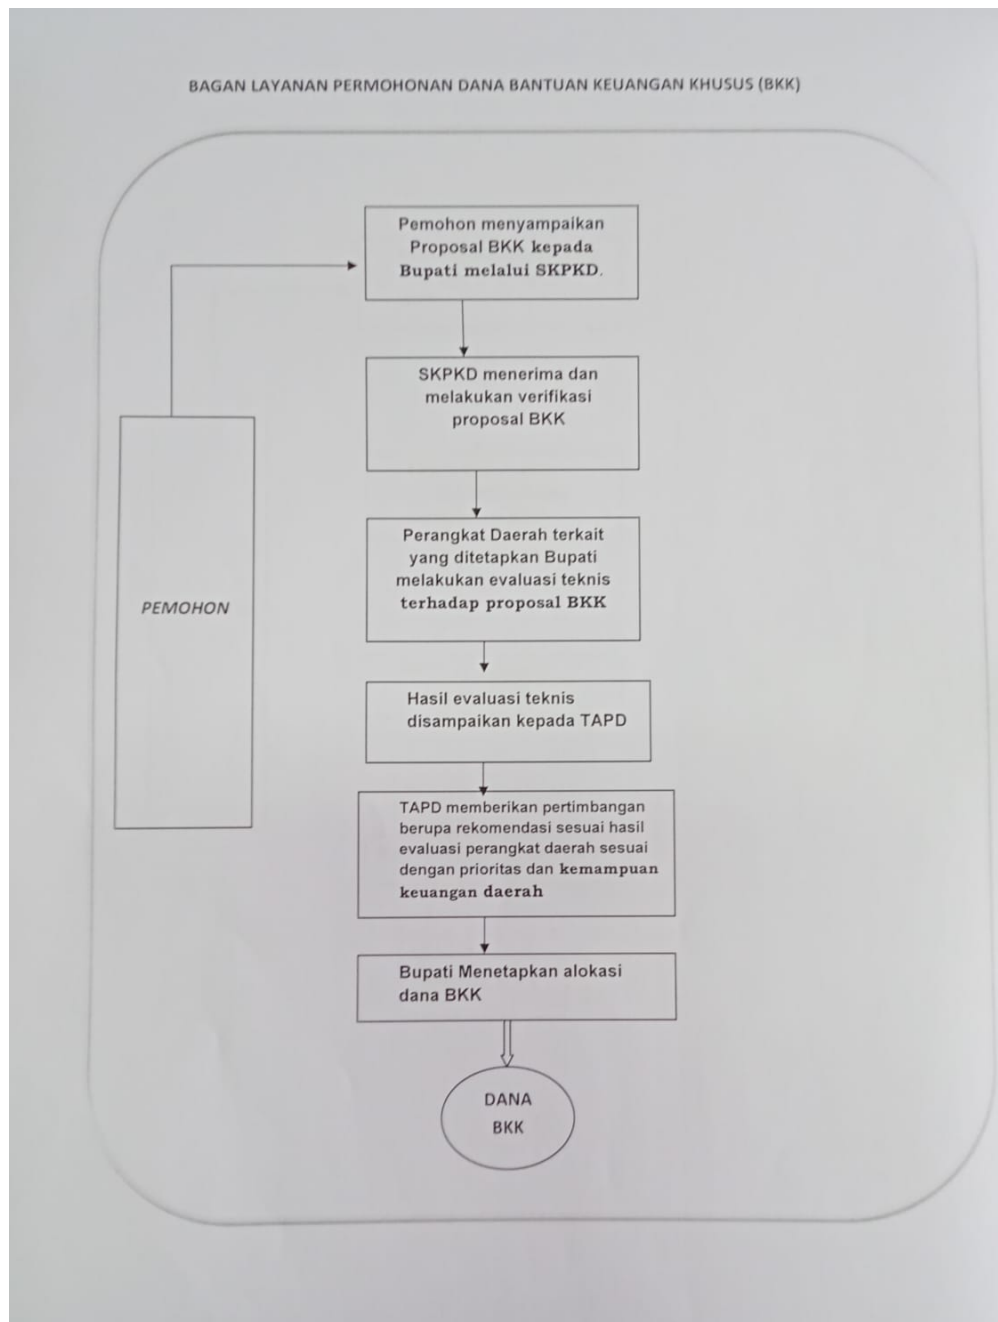 BAGAN LAYANAN PERMOHONAN DANA BANTUAN KEUANGAN KHUSUS (BKK)
Pemohon menyampaikan
Proposal BKK kepada
Bupati melalui SKPKD.
SKPKD menerima dan
melakukan verifikasi
proposal BKK
Perangkat Daerah terkait
yang ditetapkan Bupati
melakukan evaluasi teknis
terhadap proposal BKK
PEMOHON
Hasil evaluasi teknis
disampaikan kepada TAPD
TAPD memberikan pertimbangan
berupa rekomendasi sesuai hasil
evaluasi perangkat daerah sesuai
dengan prioritas dan kemampuan
keuangan daerah
Bupati Menetapkan alokasi
dana BKK
DANA
BKK